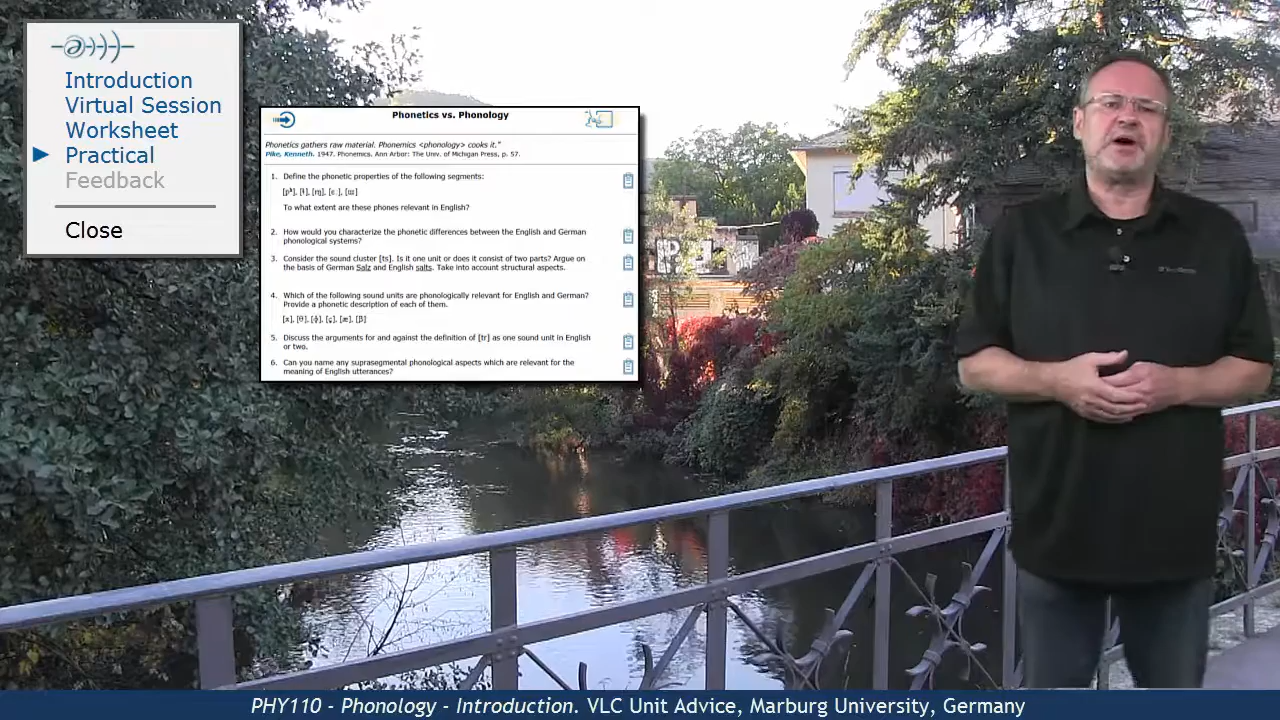 Introduction
Virtual Session
Worksheet
Practical
Feedback
Close
Phonetics vs. Phonology
Phonetics gathers raw material. Phonemics <phonology> cooks it."
Pike, Kenneth. 1947. Phonemics. Ann Arbor: The Univ. of Michigan Press, p. 57.
1. Define the phonetic properties of the following segments:
To what extent are these phones relevant in English?
2. How would you characterize the phonetic differences between the English and German
phonological systems?
3. Consider the sound cluster [ts]. Is it one unit or does it consist of two parts? Argue on
the basis of German Salz and English salts. Take into account structural aspects.
4. Which of the following sound units are phonologically relevant for English and German?
Provide a phonetic description of each of them.
[x], [θ], [ɸ], [ç], [æ], [β]
5. Discuss the arguments for and against the definition of [tr] as one sound unit in English
or two.
6. Can you name any suprasegmental phonological aspects which are relevant for the
meaning of English utterances?
PHY110 - Phonology - Introduction. VLC Unit Advice, Marburg University, Germany